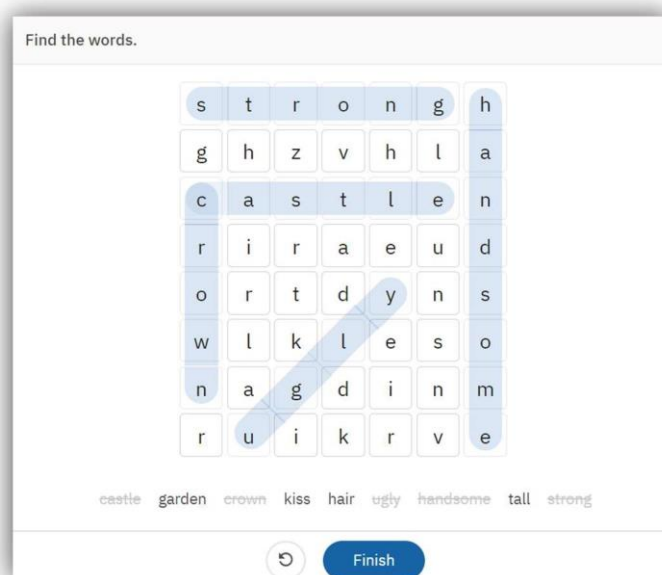 Find the words.
s t r o n g h
g h z v h l a
c a s t l e n
r i r a e u d
o r t d y n s
w l k l e s o
n a g d i n m
r u i k r v e
castle garden crown kiss hair ugly handsome tall strong
Finish